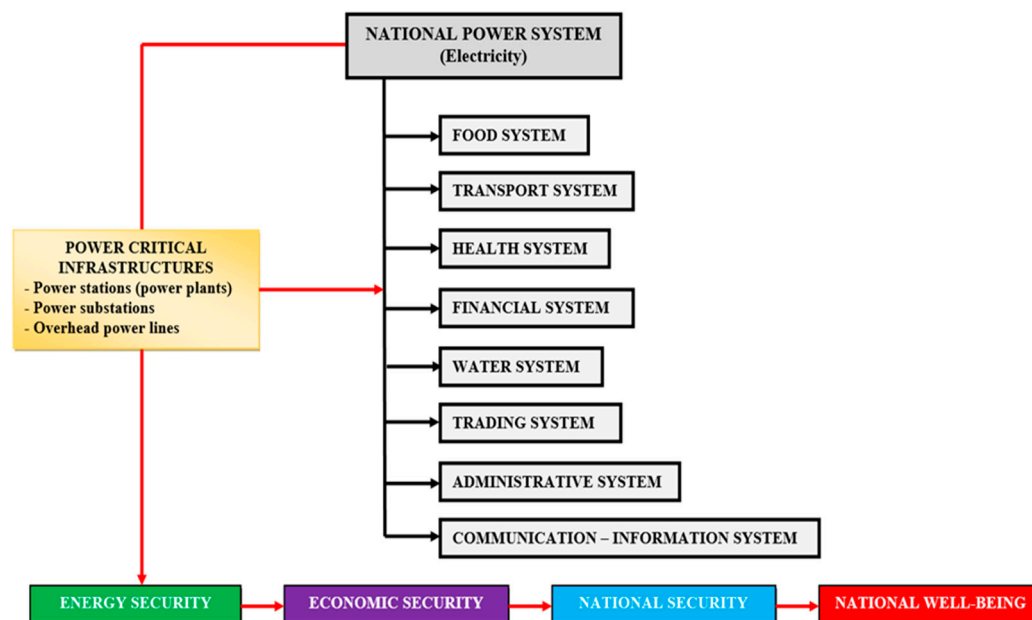 NATIONAL POWER SYSTEM
(Electricity)
FOOD SYSTEM
TRANSPORT SYSTEM
POWER CRITICAL
INFRASTRUCTURES
- Power stations (power plants)
- Power substations
- Overhead power lines
HEALTH SYSTEM
FINANCIAL SYSTEM
WATER SYSTEM
TRADING SYSTEM
ADMINISTRATIVE SYSTEM
COMMUNICATION – INFORMATION SYSTEM
ENERGY SECURITY
ECONOMIC SECURITY
NATIONAL SECURITY
NATIONAL WELL-BEING